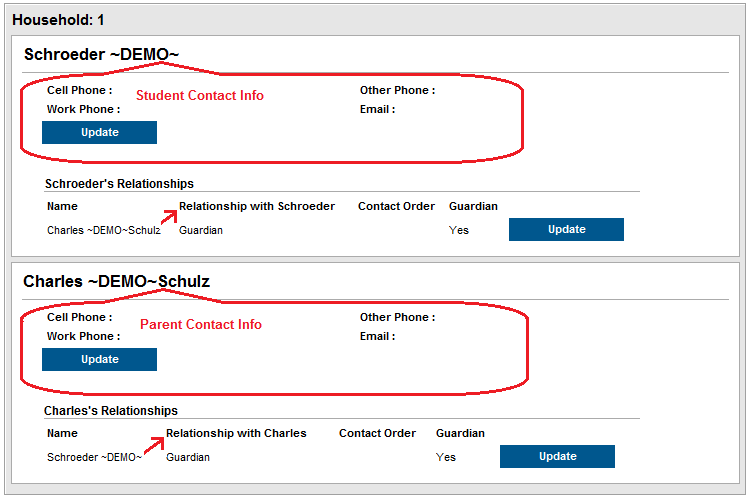 Household: 1
Schroeder ~DEMO~
Cell Phone : Student Contact Info Other Phone :
Work Phone : Email :
Update
Schroeder's Relationships
Name Relationship with Schroeder Contact Order Guardian
Charles ~DEMO~Schulz Guardian Yes Update
Charles ~DEMO~Schulz
Cell Phone : Parent Contact Info Other Phone :
Work Phone : Email :
Update
Charles's Relationships
Name Relationship with Charles Contact Order Guardian
Schroeder ~DEMO~ Guardian Yes Update